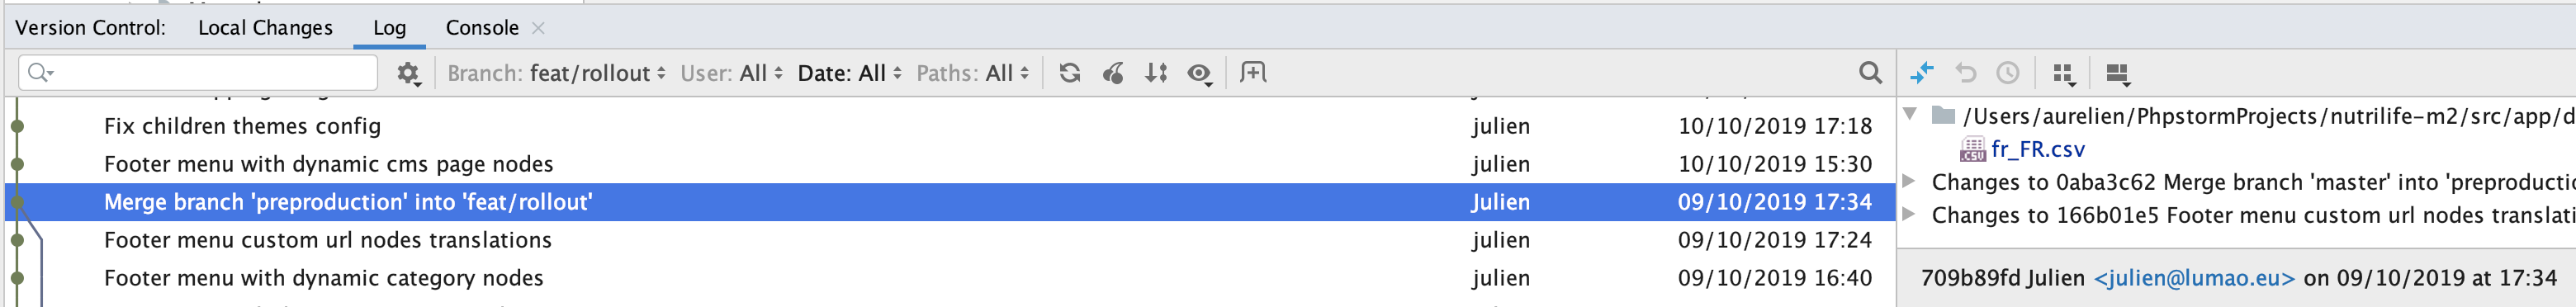 Version Control: Local Changes Log Console
Branch: feat/rollout User: All Date: All Paths: All
Fix children themes config julien 10/10/2019 17:18
Footer menu with dynamic cms page nodes julien 10/10/2019 15:30
Merge branch 'preproduction' into 'feat/rollout' Julien 09/10/2019 17:34
Footer menu custom url nodes translations julien 09/10/2019 17:24
Footer menu with dynamic category nodes julien 09/10/2019 16:40
/Users/aurelien/PhpstormProjects/nutrilife-m2/src/app/d
.CSV fr_FR.csv
Changes to 0aba3c62 Merge branch 'master' into 'preproductio
Changes to 166b01e5 Footer menu custom url nodes translati
709b89fd Julien <julien@lumao.eu> on 09/10/2019 at 17:34